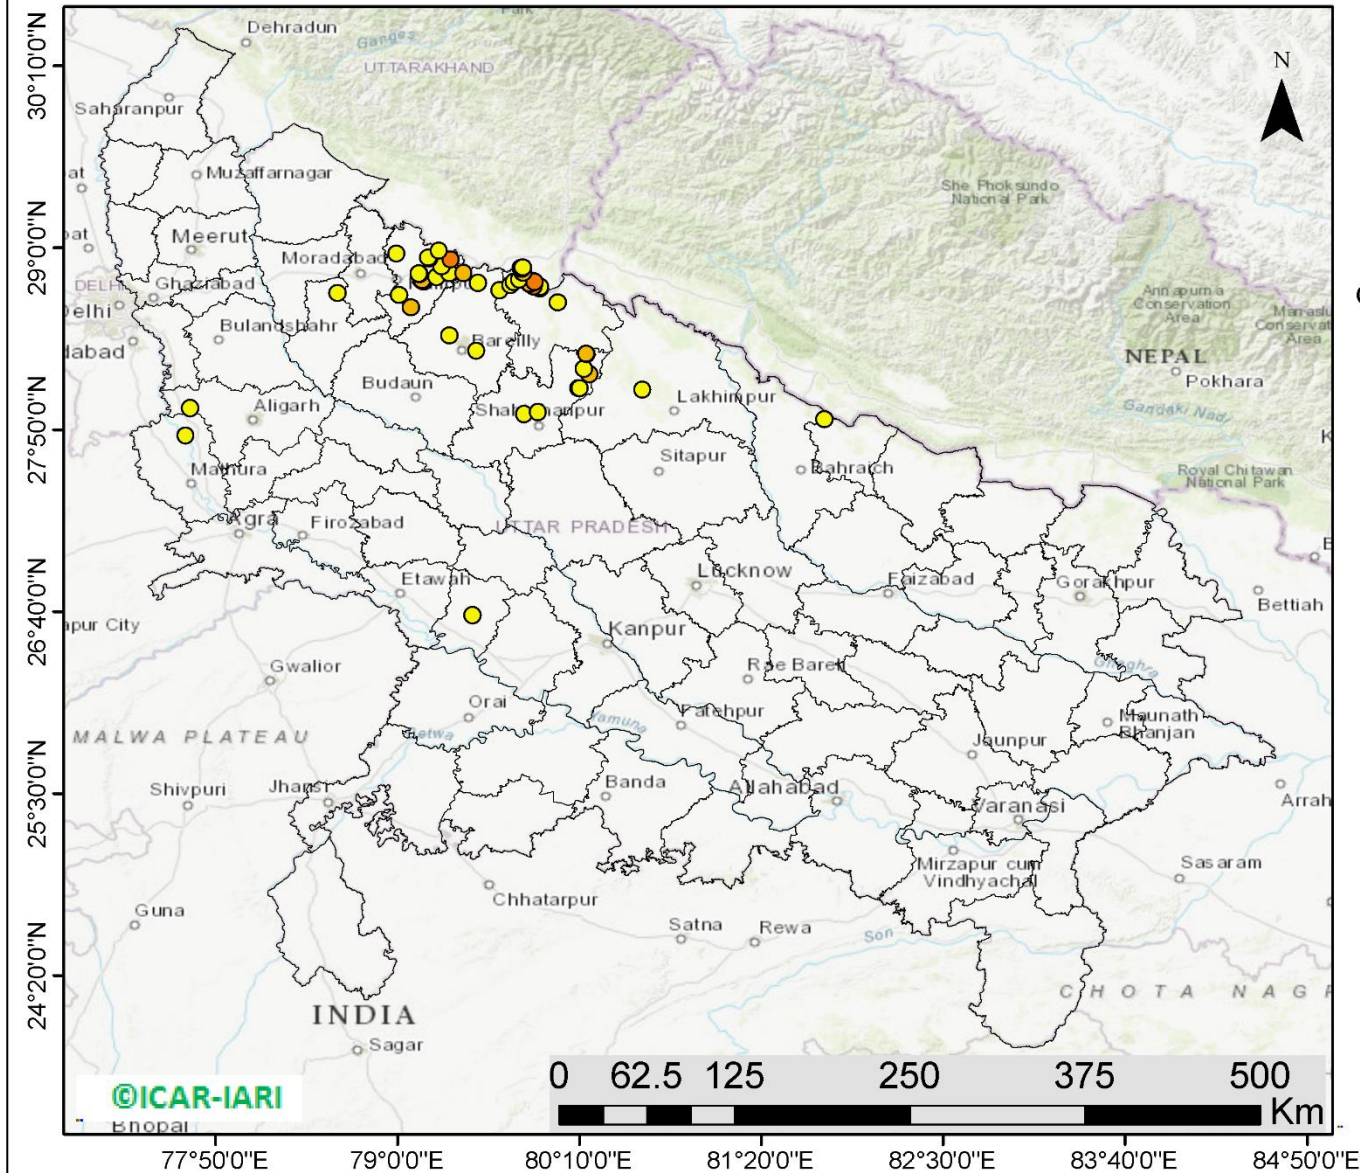 30°10'0"N
29°0'0"N
27°50'0"N
26°40'0"N
25°30'0"N
24°20'0"N
Dehradun
Ganges
UTTARAKHAND
N
Saharanpur
Muzaffarnagar
She Phoksundo
National Park
Meerut
Moradabad
DELHI
Ghaziabad
Delhi
Annapurna
Conservation
Area
Bulandshahr
Bareilly
NEPAL
Pokhara
Budaun
Gandaki Nadi
Aligarh
Shahjahanpur
Lakhimpur
Mathura
Sitapur
Bahraich
Royal Chitawan
National Park
Agra
Firozabad
UTTAR PRADESH
Etawah
Lucknow
Faizabad
Gorakhpur
Bettiah
apur City
Kanpur
Gwalior
Rae Bareli
Ghaghra
Orai
Fatehpur
Yamuna
Betwa
Maunath
Bhanjan
MALWA PLATEAU
Jaunpur
Shivpuri
Jhansi
Banda
Allahabad
Varanasi
Arrah
Mirzapur cum
Vindhyachal
Sasaram
Chhatarpur
Guna
Satna
Rewa
Son
CHOTA NAGP
INDIA
Sagar
0 62.5 125 250 375 500
Km
©ICAR-IARI
Bhopal
77°50'0"E 79°0'0"E 80°10'0"E 81°20'0"E 82°30'0"E 83°40'0"E 84°50'0"E